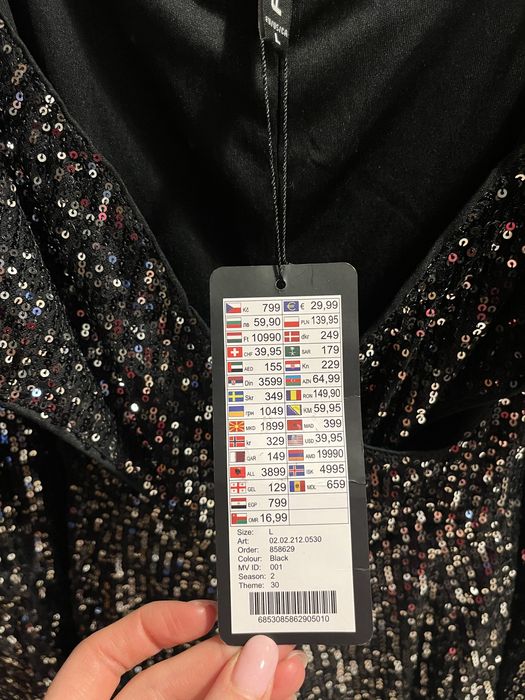 L
Kč 799 € 29,99
лв 59,90 PLN 139,95
Ft 10990 dkr 249
CHF 39,95 SAR 179
AED 155 Kn 229
Din 3599 AZN 64,99
Skr 349 RON 149,90
грн 1049 KM 59,95
MKD 1899 MAD 399
kr 329 USD 39,95
QAR 149 AMD 19990
ALL 3899 ISK 4995
GEL 129 MDL 659
EGP 799
OMR 16,99
Size: L
Art: 02.02.212.0530
Order: 858629
Colour: Black
MV ID: 001
Season: 2
Theme: 30
6853085862905010